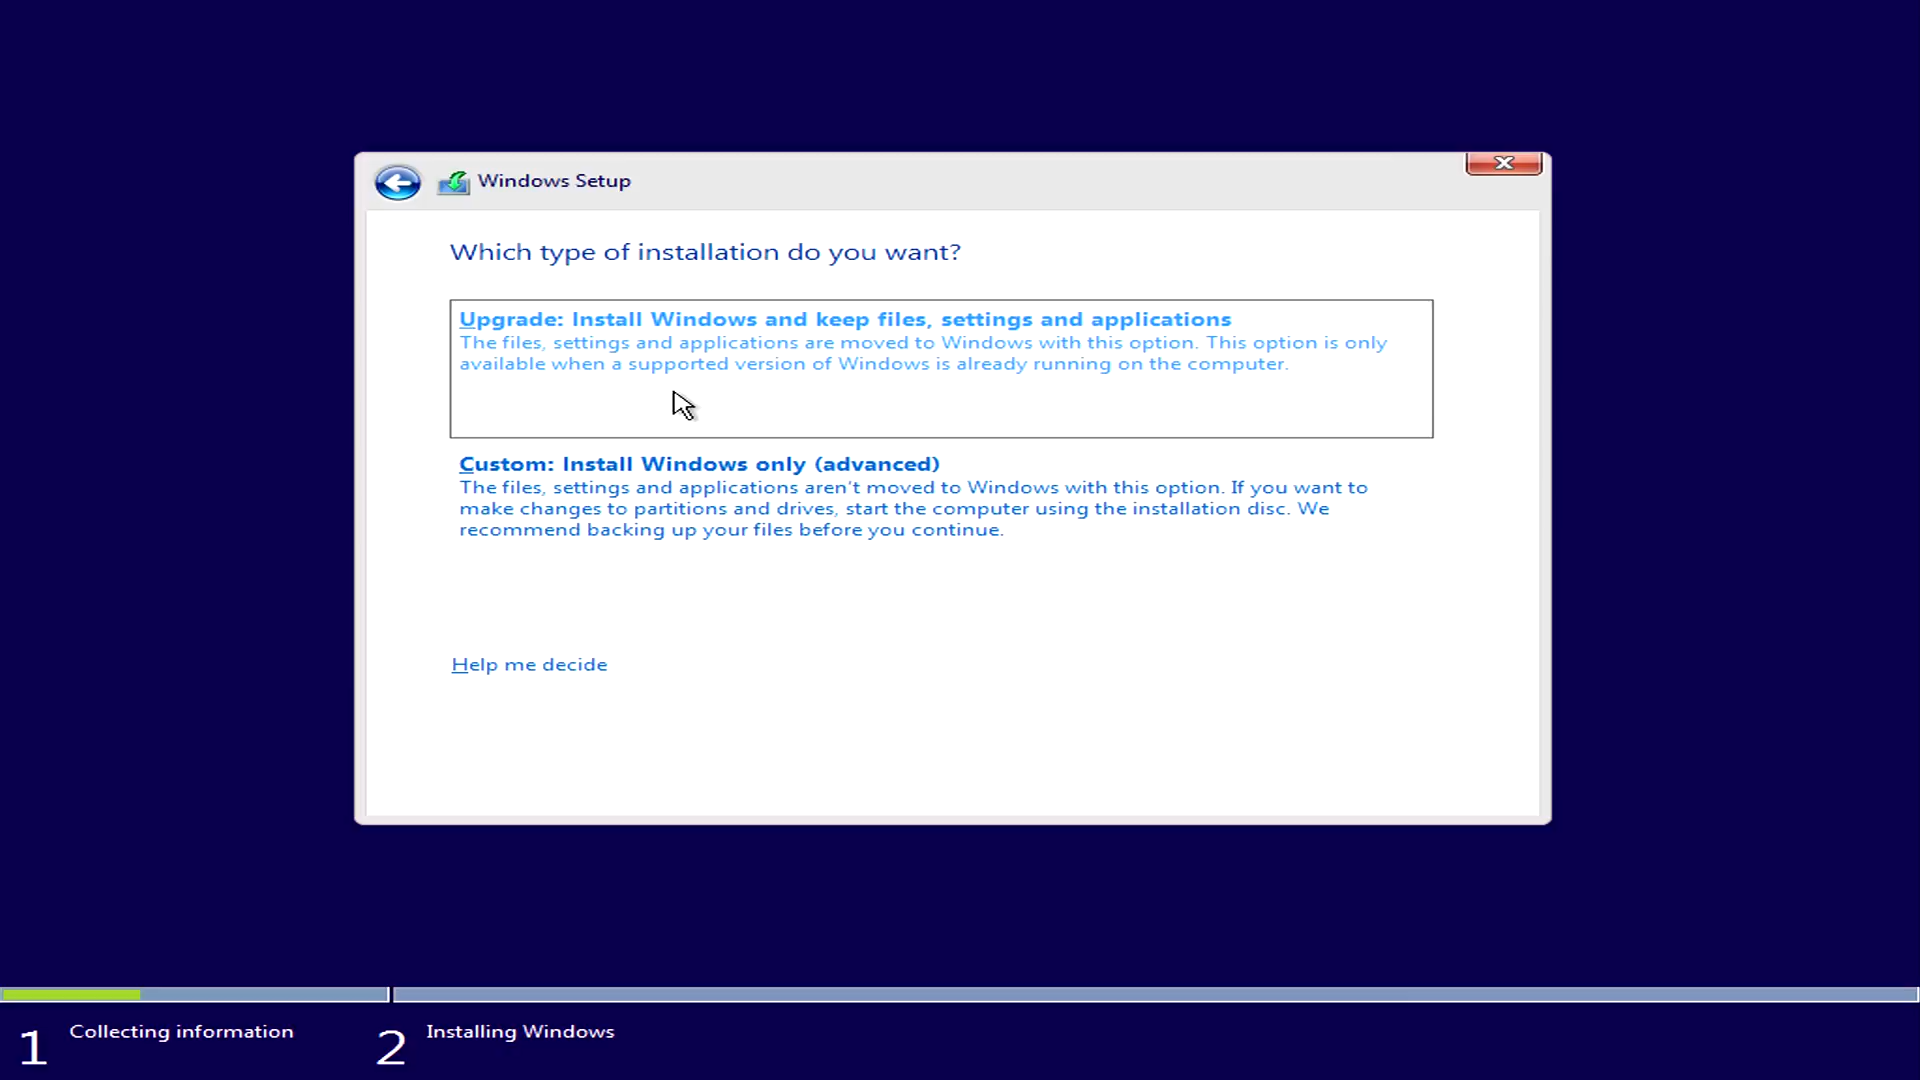 Windows Setup
Which type of installation do you want?
Upgrade: Install Windows and keep files, settings and applications
The files, settings and applications are moved to Windows with this option. This option is only
available when a supported version of Windows is already running on the computer.
Custom: Install Windows only (advanced)
The files, settings and applications aren't moved to Windows with this option. If you want to
make changes to partitions and drives, start the computer using the installation disc. We
recommend backing up your files before you continue.
Help me decide
1 Collecting information 2 Installing Windows